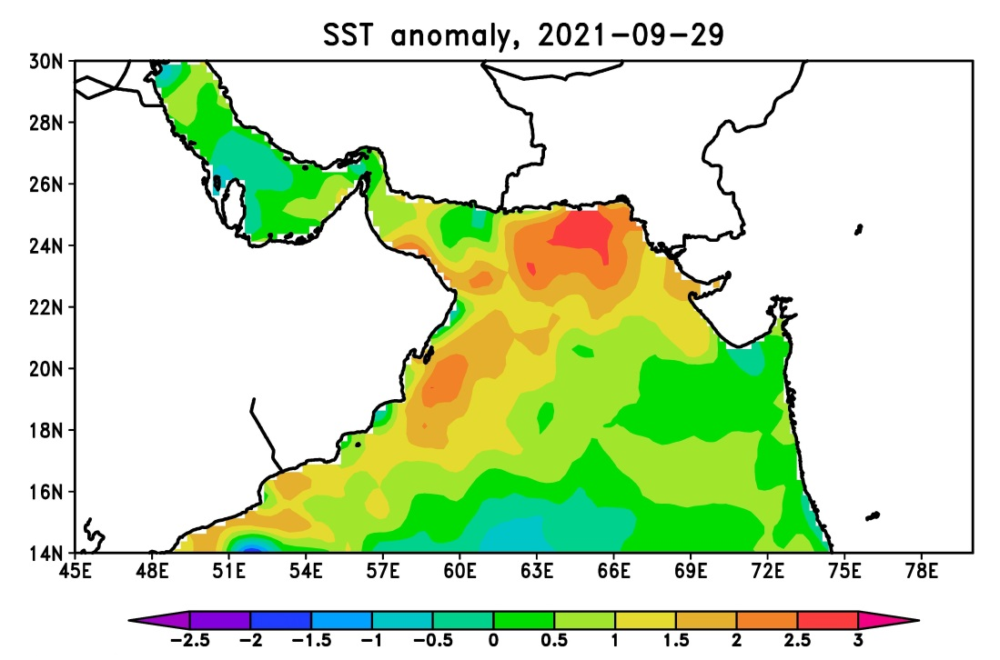 SST anomaly, 2021-09-29
30N
28N
26N
24N
22N
20N
18N
16N
14N
45E 48E 51E 54E 57E 60E 63E 66E 69E 72E 75E 78E
-2.5 -2 -1.5 -1 -0.5 0 0.5 1 1.5 2 2.5 3